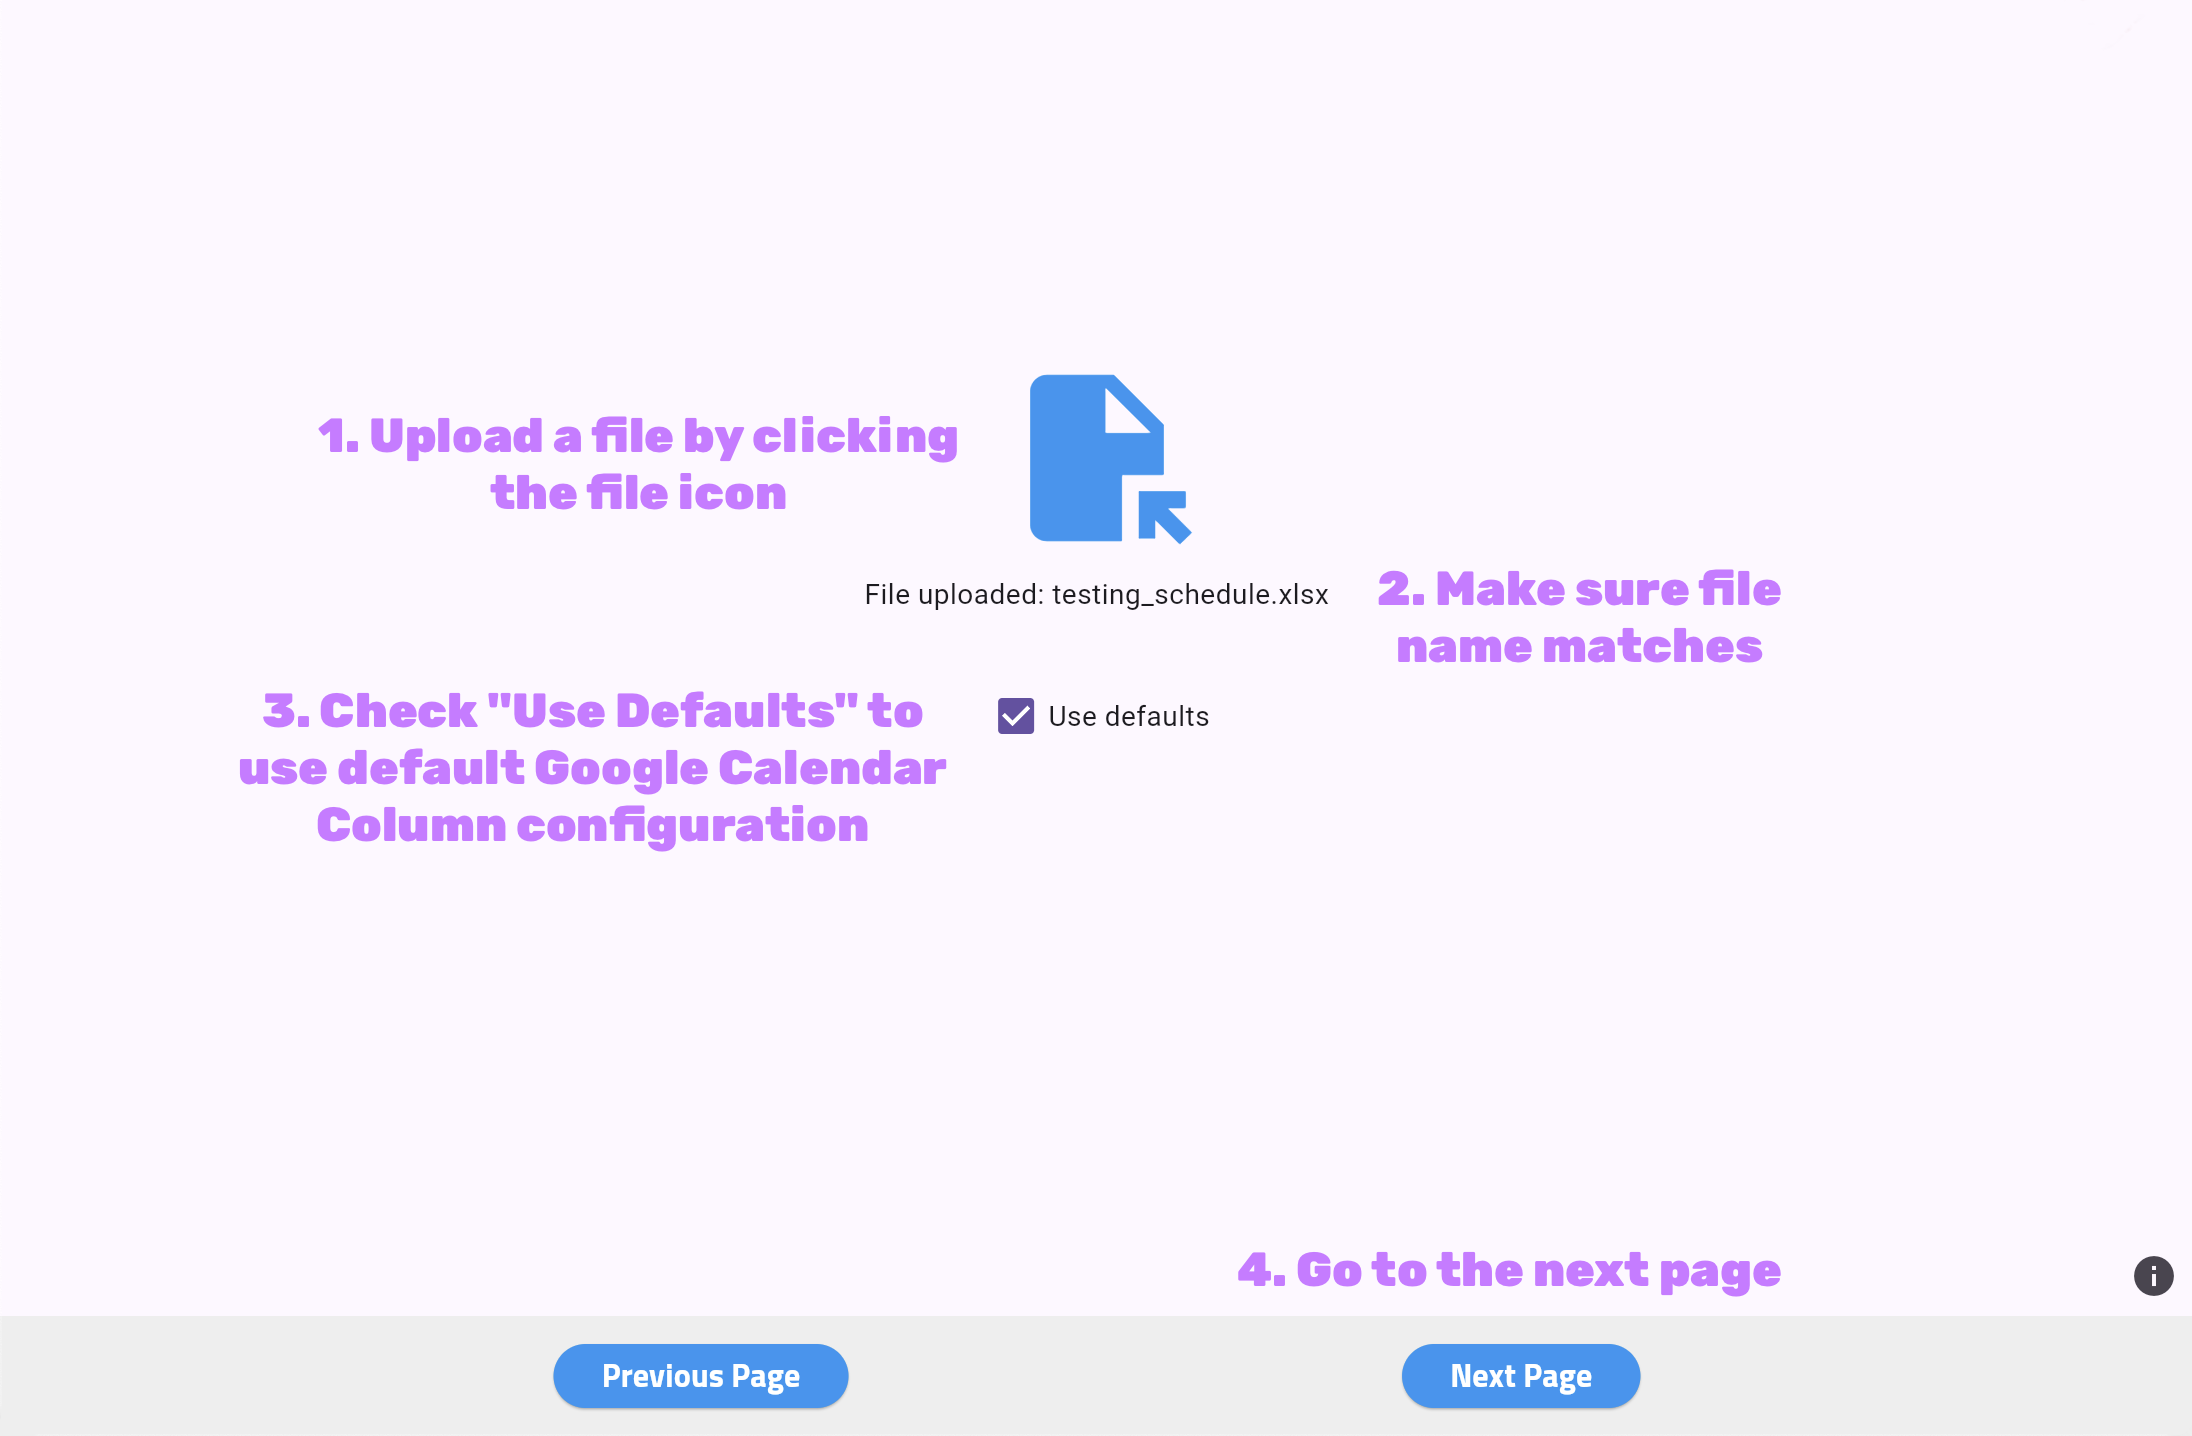 1. Upload a file by clicking
the file icon
File uploaded: testing_schedule.xlsx
2. Make sure file
name matches
3. Check "Use Defaults" to
use default Google Calendar
Column configuration
Use defaults
4. Go to the next page
Previous Page
Next Page